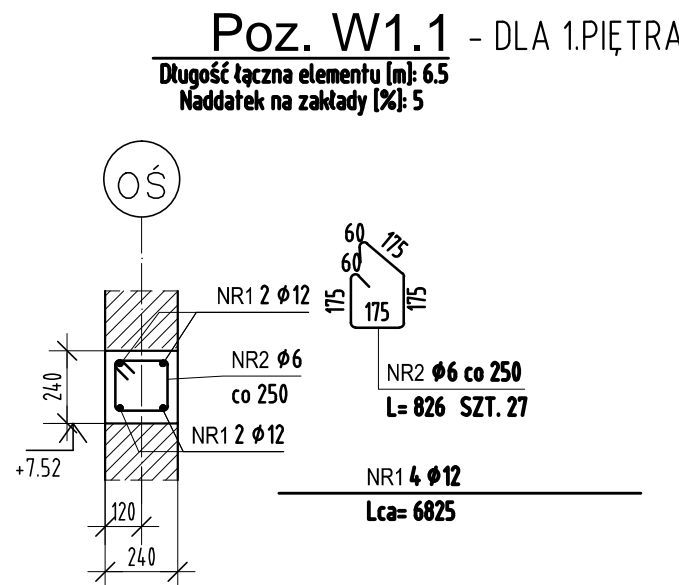 Poz. W1.1 - DLA 1.PIĘTRA
Długość łączna elementu [m]: 6.5
Naddatek na zakłady [%]: 5
OŚ
60
175
60
175
175
175
NR1 2 φ12
NR2 φ6
co 250
NR1 2 φ12
240
+7.52
120
240
NR2 φ6 co 250
L= 826 SZT. 27
NR1 4 φ12
Lca= 6825